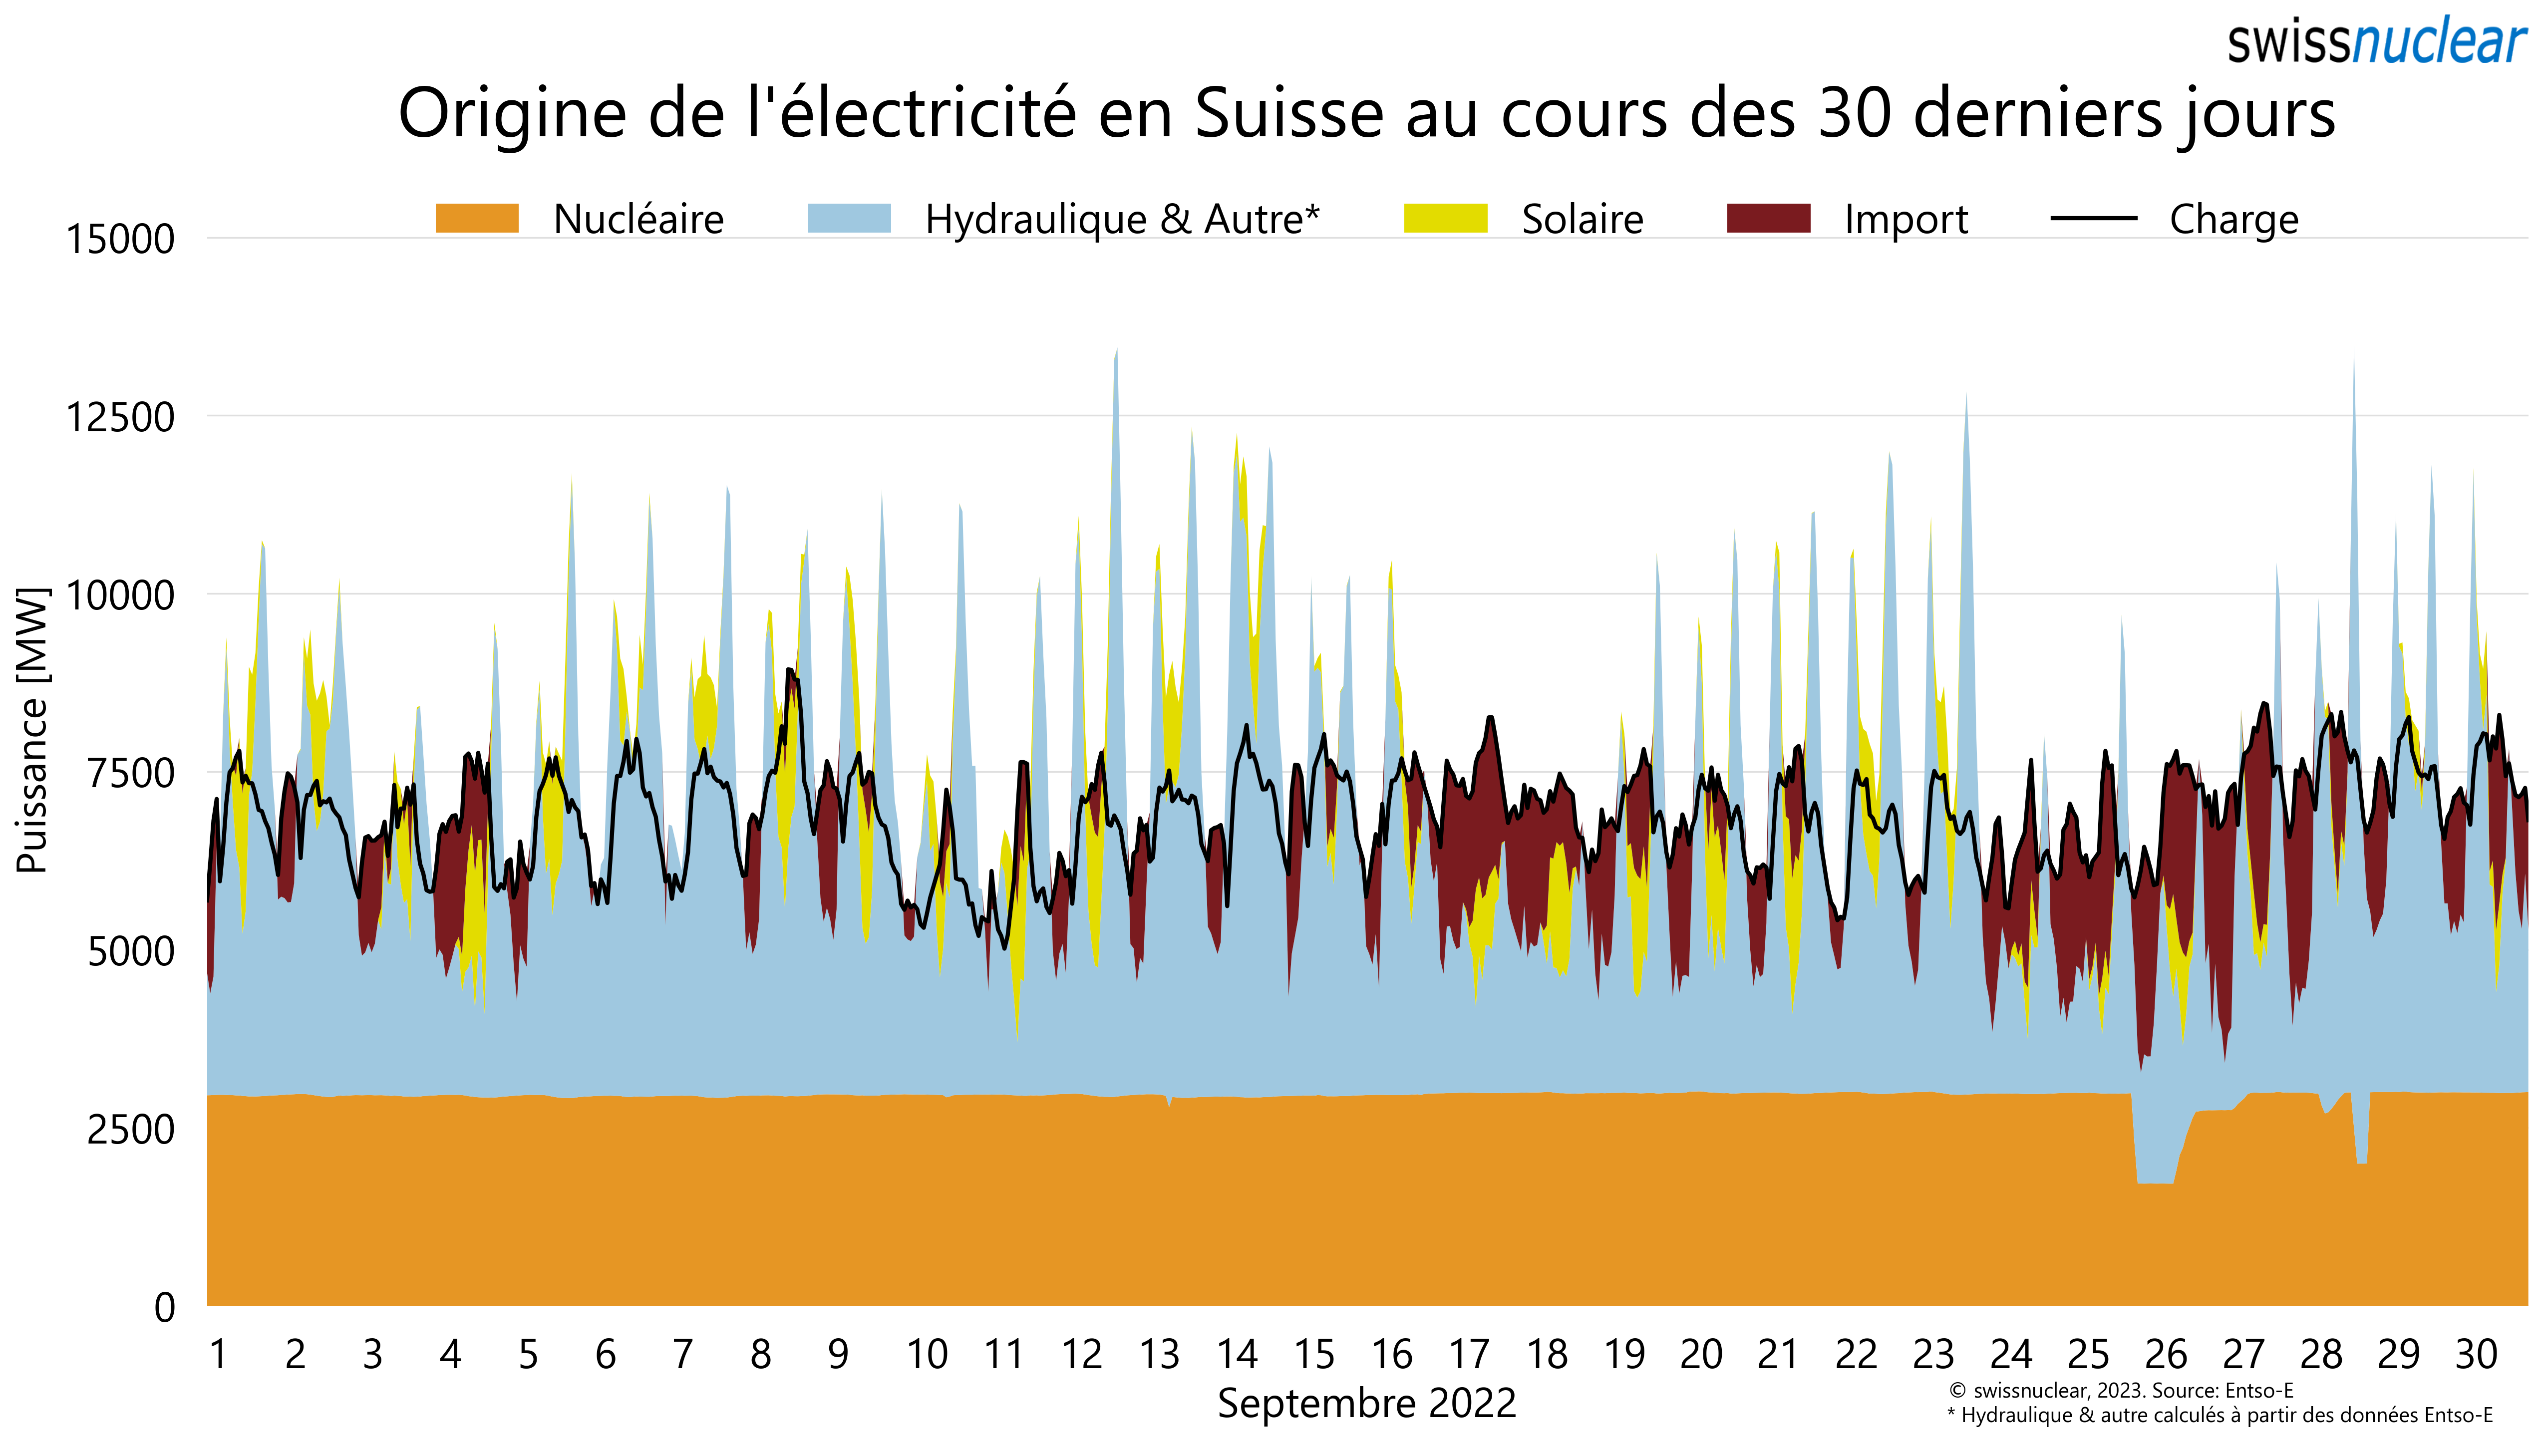 swissnuclear
Origine de l'électricité en Suisse au cours des 30 derniers jours
Nucléaire Hydraulique & Autre* Solaire Import Charge
15000
12500
10000
7500
5000
2500
0
Puissance [MW]
1 2 3 4 5 6 7 8 9 10 11 12 13 14 15 16 17 18 19 20 21 22 23 24 25 26 27 28 29 30
Septembre 2022
© swissnuclear, 2023. Source: Entso-E
* Hydraulique & autre calculés à partir des données Entso-E